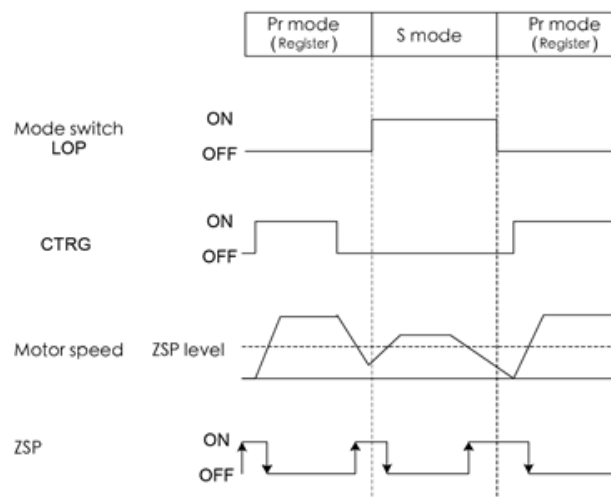 Pr mode
(Register)
S mode
Pr mode
(Register)
Mode switch
LOP
ON
OFF
CTRG
ON
OFF
Motor speed
ZSP level
ZSP
ON
OFF